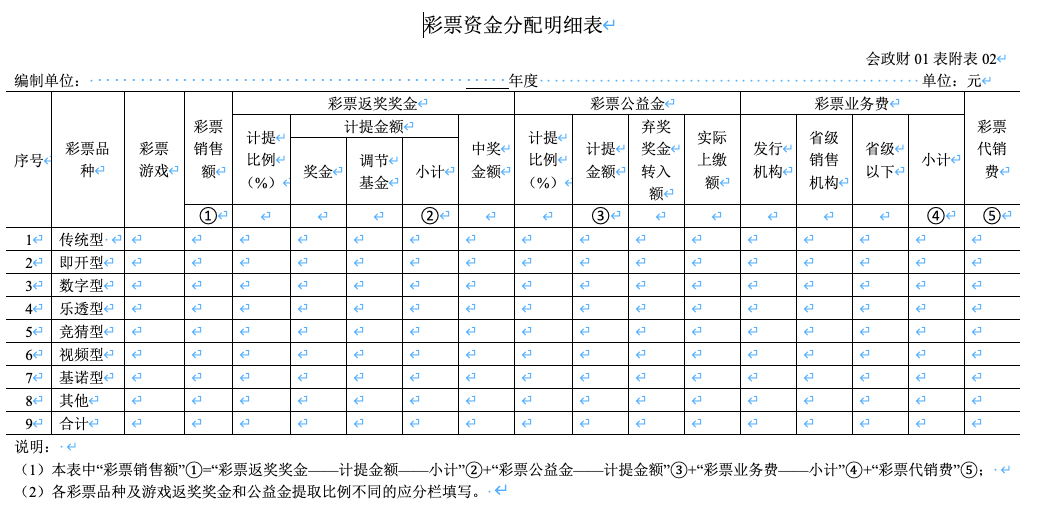 彩票资金分配明细表
会政财 01 表附表 02
编制单位: 年度 单位: 元
序号 彩票品种 彩票游戏 彩票销售额 彩票返奖奖金 彩票公益金 彩票业务费 彩票代销费
计提比例(%) 计提金额 中奖金额 计提比例(%) 计提金额 弃奖奖金转入额 实际上缴额 发行机构 省级销售机构 省级以下 小计
奖金 调节基金 小计
① ② ③ ④ ⑤
1 传统型
2 即开型
3 数字型
4 乐透型
5 竞猜型
6 视频型
7 基诺型
8 其他
9 合计
说明:
（1）本表中“彩票销售额”①=“彩票返奖奖金——计提金额——小计”②+“彩票公益金——计提金额”③+“彩票业务费——小计”④+“彩票代销费”⑤；
（2）各彩票品种及游戏返奖奖金和公益金提取比例不同的应分栏填写。